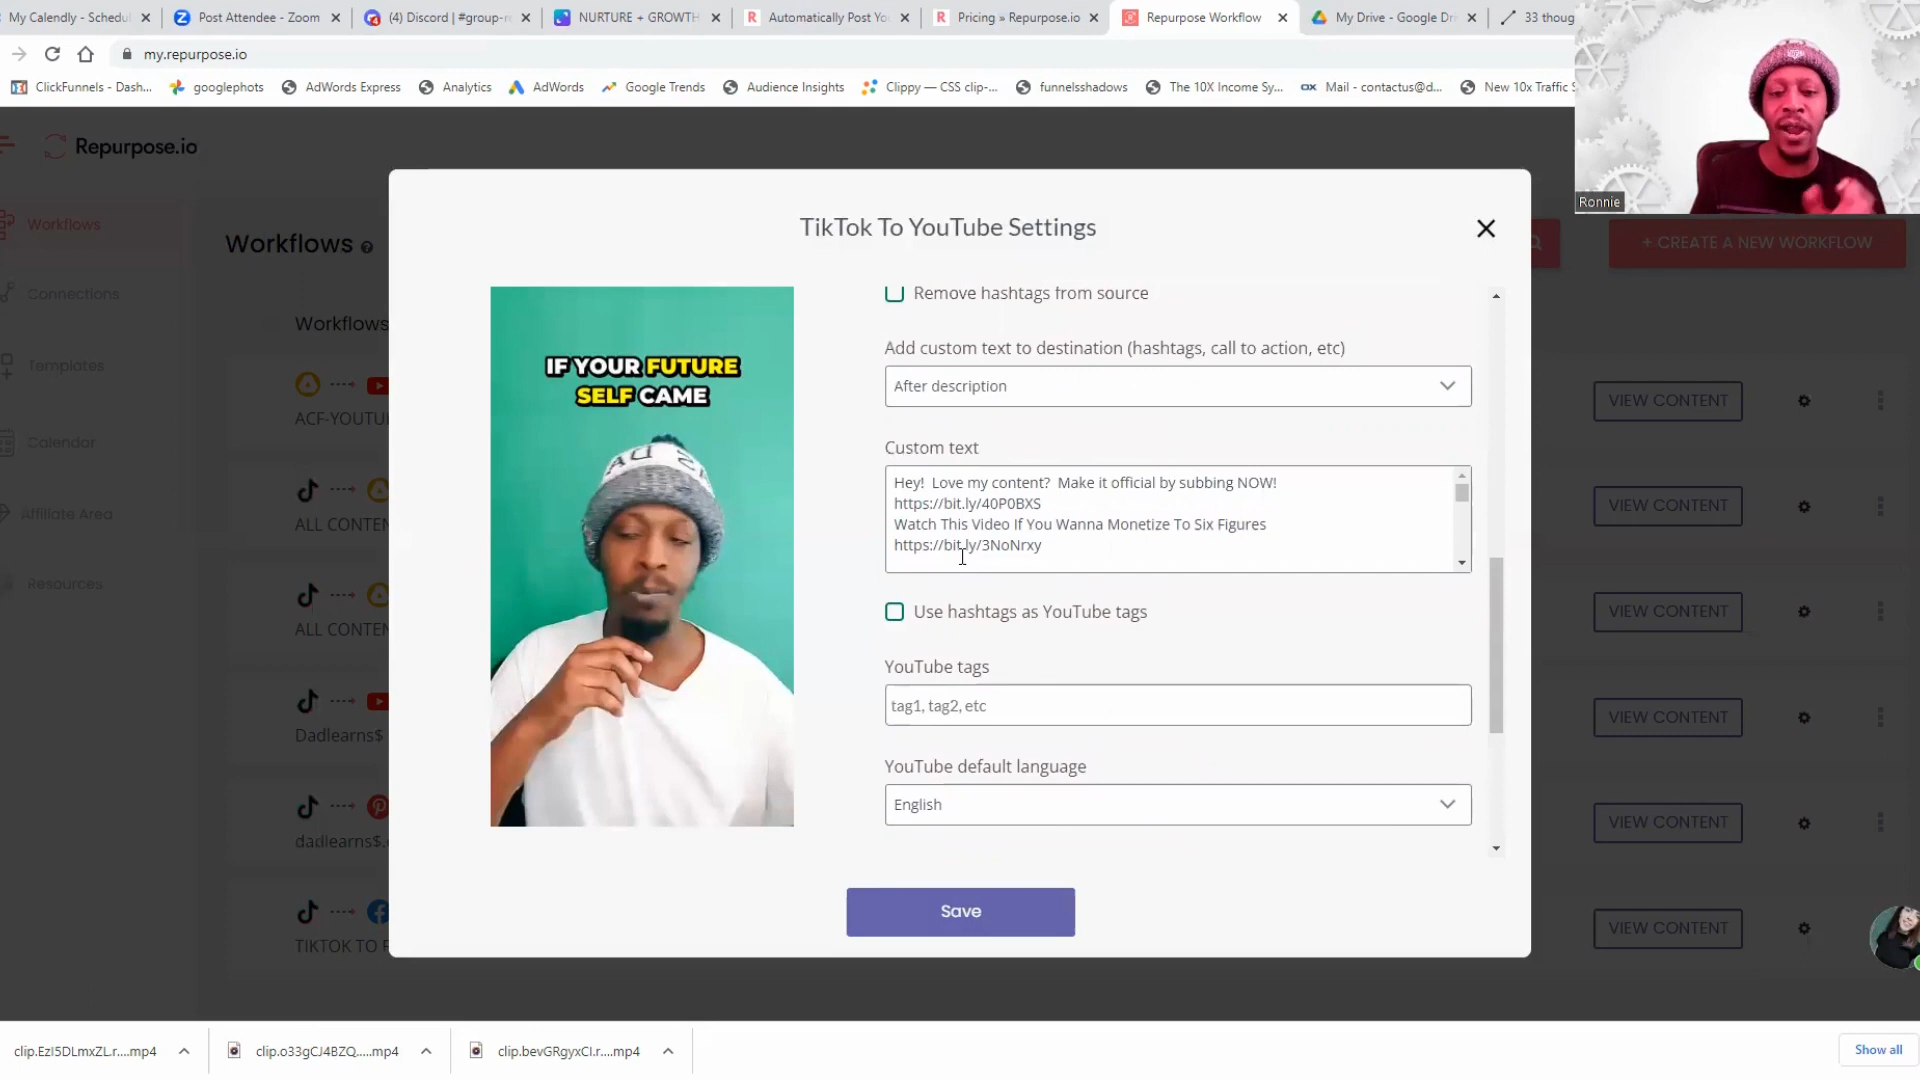 My Calendly - Schedul
Post Attendee - Zoom
(4) Discord | #group-r
NURTURE + GROWTH
Automatically Post Yo
Pricing » Repurpose.io
Repurpose Workflow
My Drive - Google Dr
33 thoug
my.repurpose.io
ClickFunnels - Dash...
googlephots
AdWords Express
Analytics
AdWords
Google Trends
Audience Insights
Clippy — CSS clip-...
funnelsshadows
The 10X Income Sy...
Mail - contactus@d...
New 10x Traffic S
Ronnie
Repurpose.io
Workflows
Connections
Templates
Calendar
Affiliate Area
Resources
Workflows
+ CREATE A NEW WORKFLOW
Workflows
ACF-YOUTU
VIEW CONTENT
ALL CONTEN
VIEW CONTENT
ALL CONTEN
VIEW CONTENT
Dadlearns$
VIEW CONTENT
dadlearns$.
VIEW CONTENT
TIKTOK TO F
VIEW CONTENT
TikTok To YouTube Settings
IF YOUR FUTURE
SELF CAME
Remove hashtags from source
Add custom text to destination (hashtags, call to action, etc)
After description
Custom text
Hey! Love my content? Make it official by subbing NOW!
https://bit.ly/40P0BXS
Watch This Video If You Wanna Monetize To Six Figures
https://bit.ly/3NoNrxy
Use hashtags as YouTube tags
YouTube tags
tag1, tag2, etc
YouTube default language
English
Save
clip.EzI5DLmxZL.r....mp4
clip.o33gCJ4BZQ.....mp4
clip.bevGRgyxCI.r....mp4
Show all